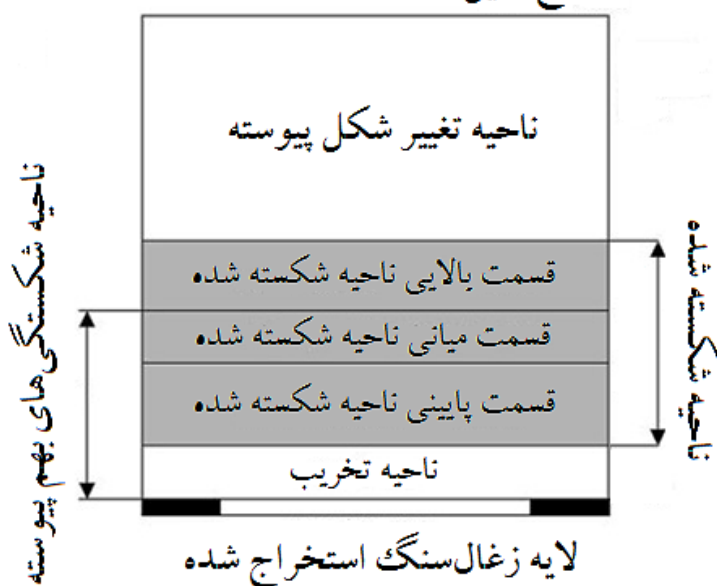 ناحیه تغییر شکل پیوسته
قسمت بالایی ناحیه شکسته شده
قسمت میانی ناحیه شکسته شده
قسمت پایینی ناحیه شکسته شده
ناحیه تخریب
لایه زغال‌سنگ استخراج شده
ناحیه شکسته شده
ناحیه شکستگی‌های بهم پیوسته